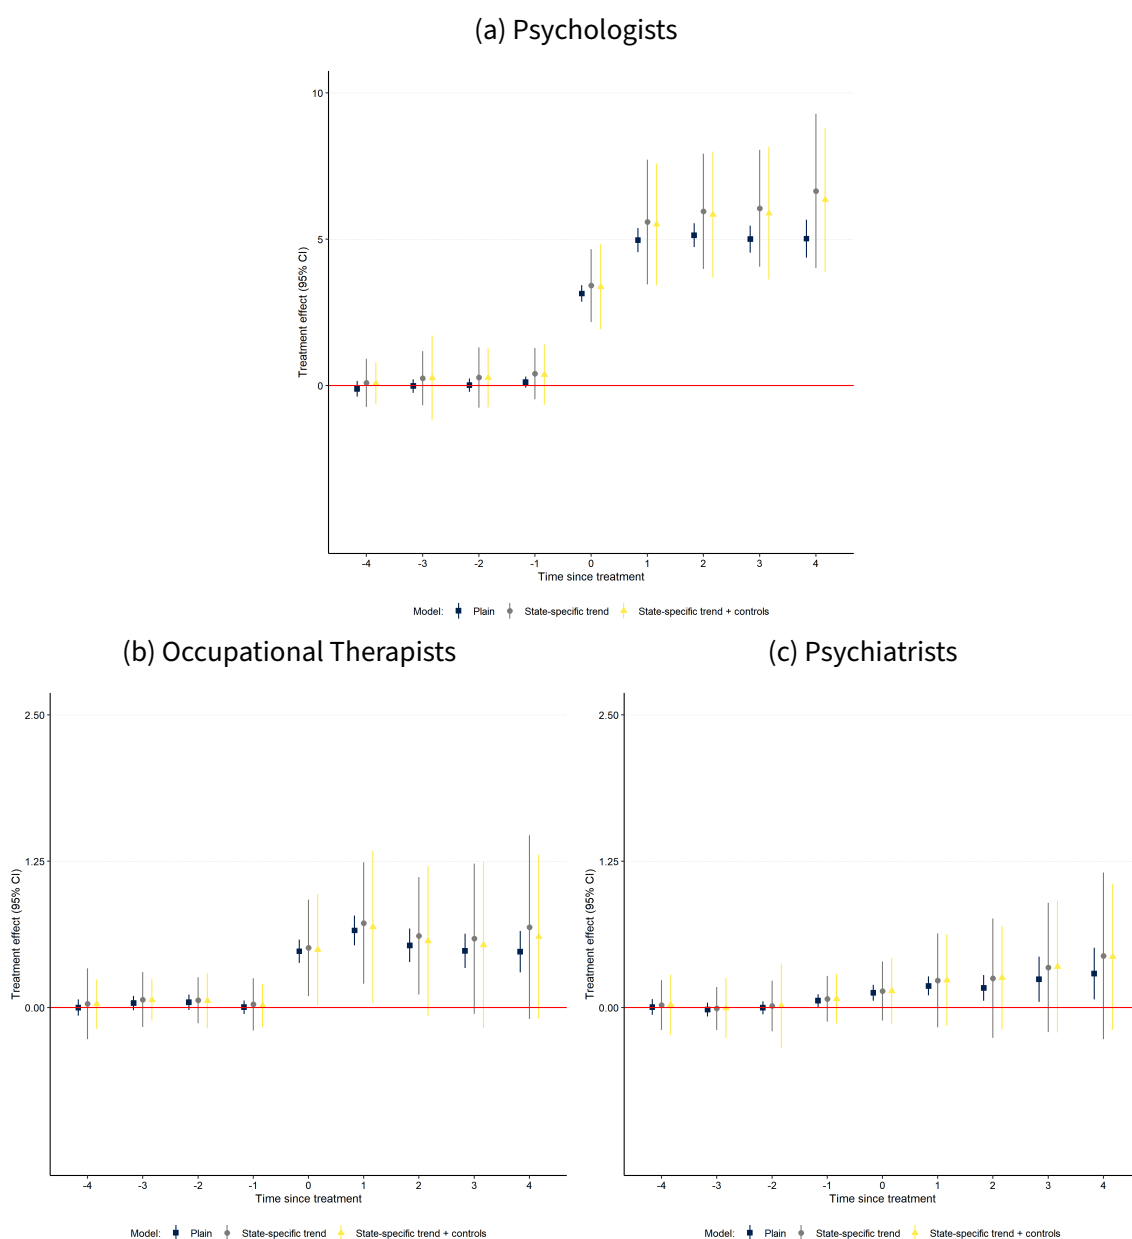 (a) Psychologists
10
5
0
Treatment effect (95% CI)
-4 -3 -2 -1 0 1 2 3 4
Time since treatment
Model: Plain State-specific trend State-specific trend + controls
(b) Occupational Therapists
2.50
1.25
0.00
Treatment effect (95% CI)
-4 -3 -2 -1 0 1 2 3 4
Time since treatment
Model: Plain State-specific trend State-specific trend + controls
(c) Psychiatrists
2.50
1.25
0.00
Treatment effect (95% CI)
-4 -3 -2 -1 0 1 2 3 4
Time since treatment
Model: Plain State-specific trend State-specific trend + controls